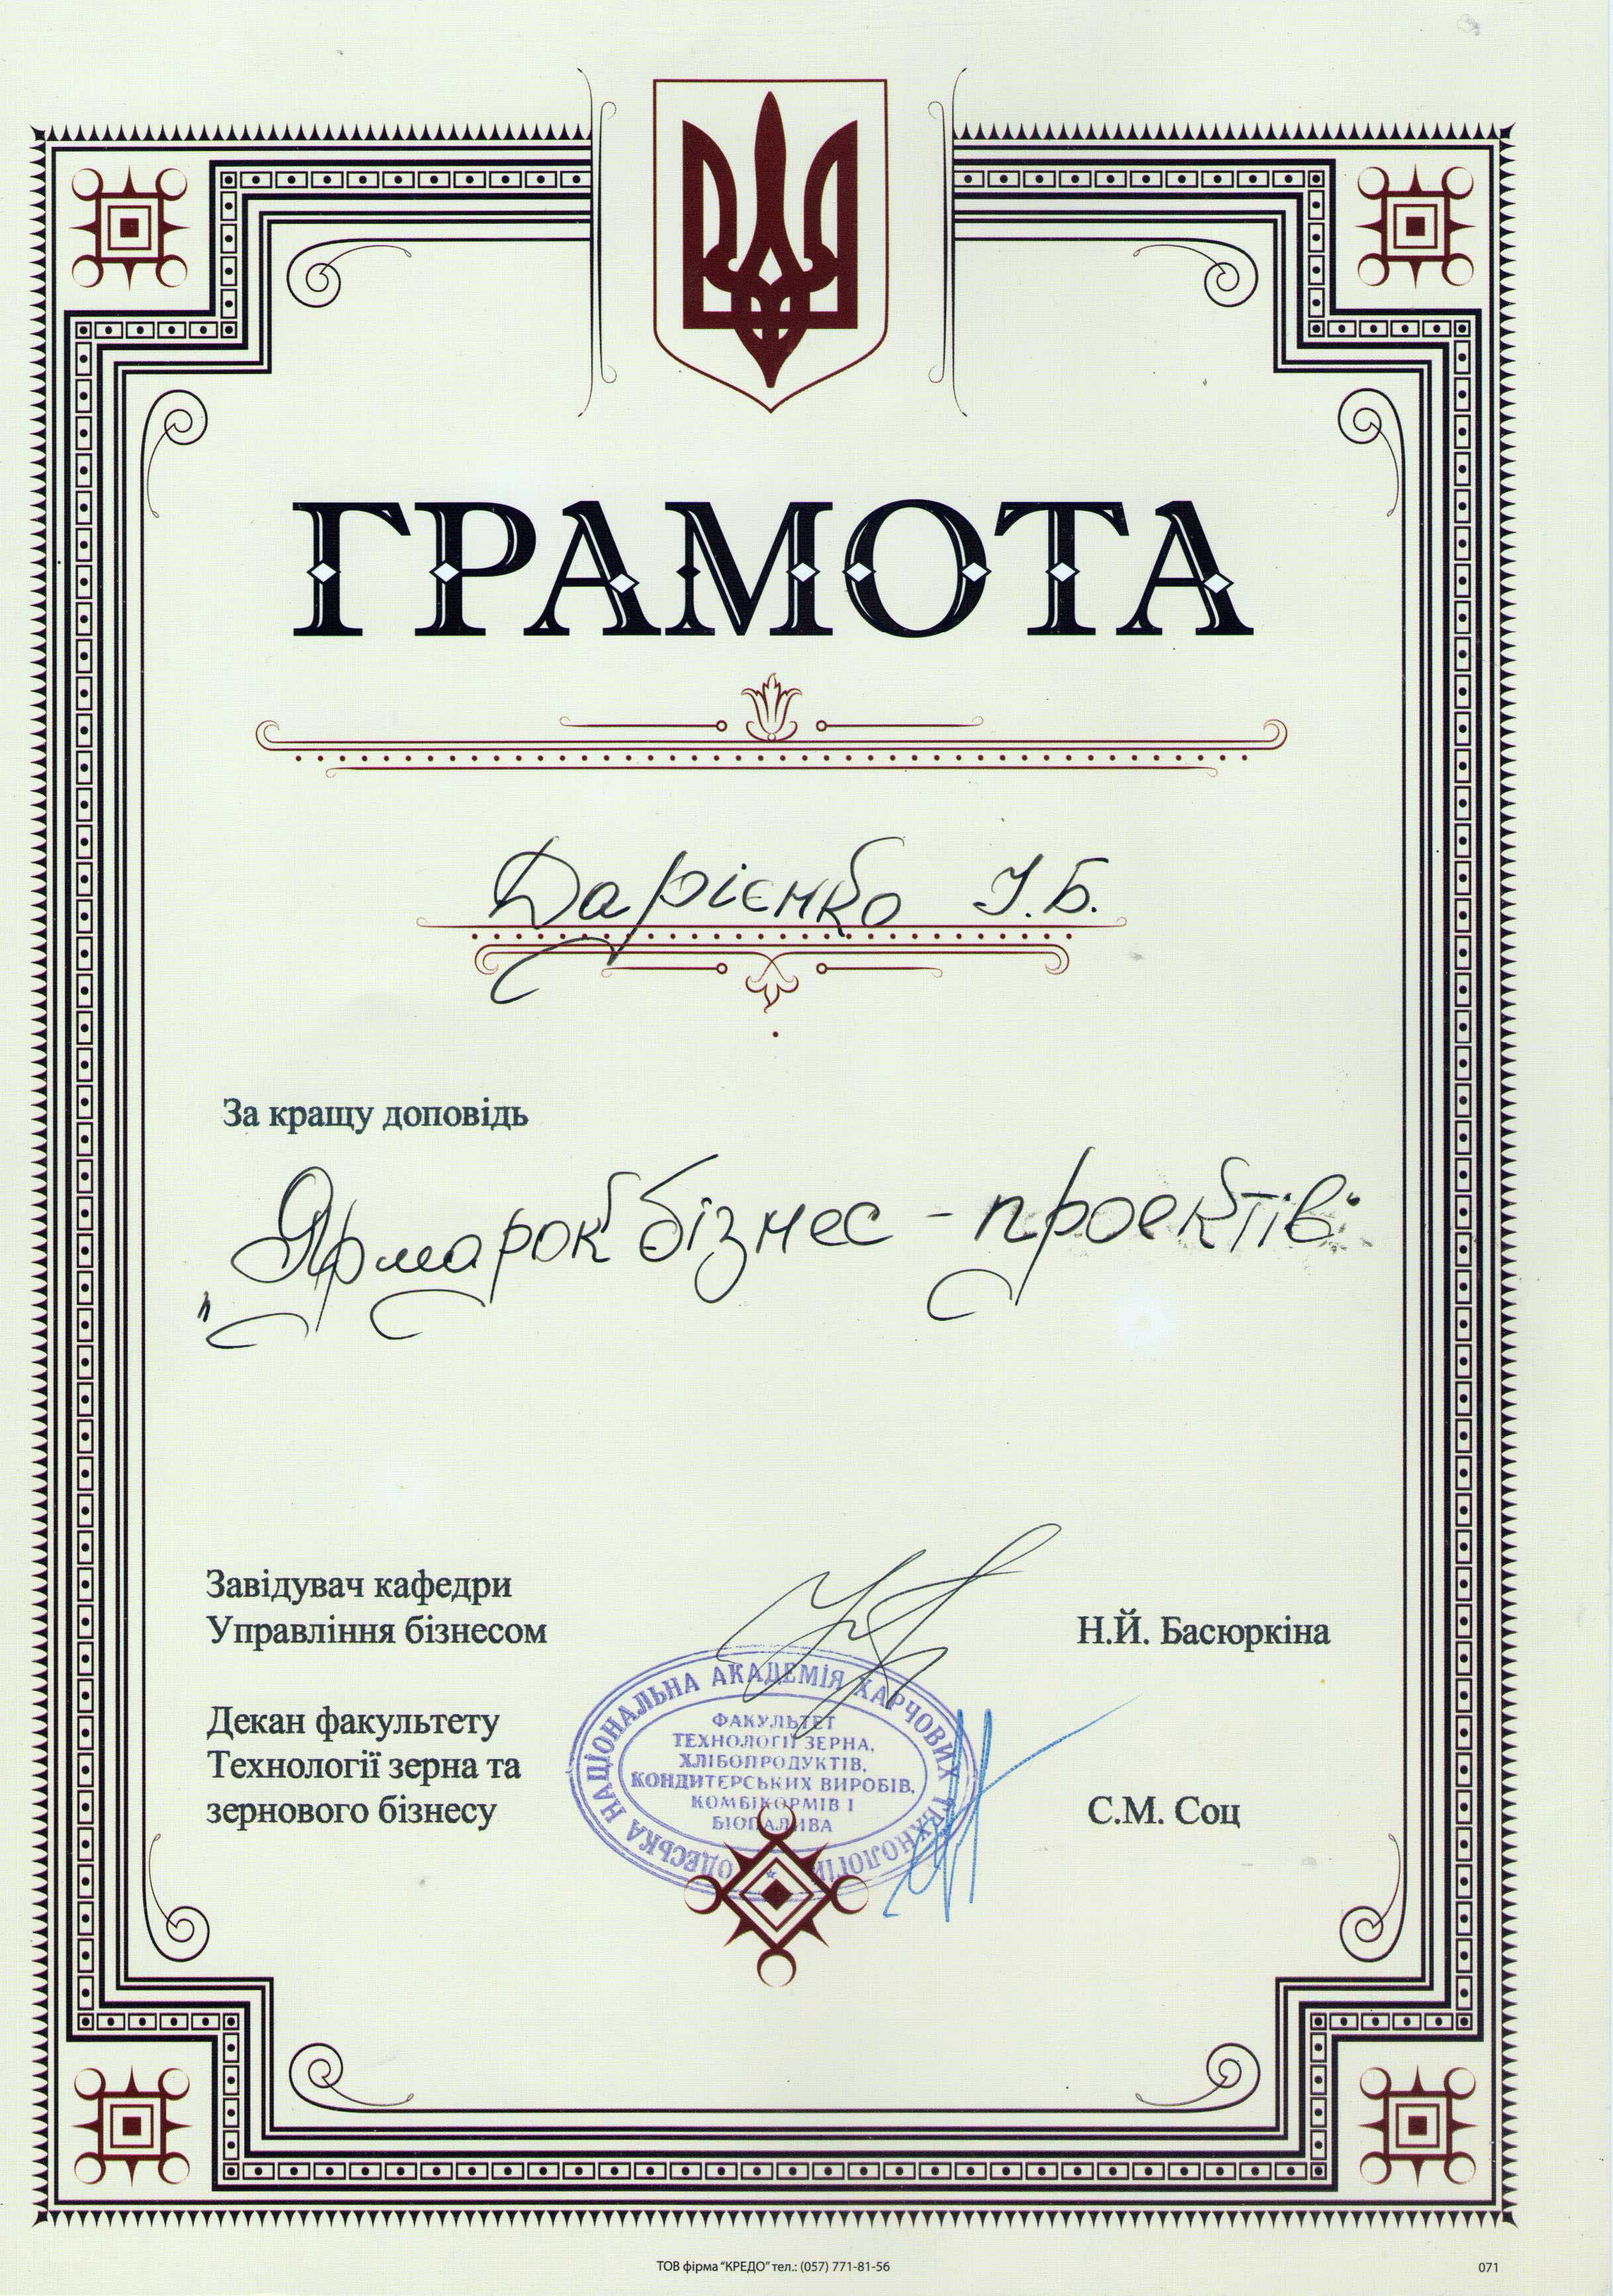 ГРАМОТА
Дарієнко І.Б.
За кращу доповідь
„Ярмарок бізнес - проектів“
Завідувач кафедри
Управління бізнесом
Н.Й. Басюркіна
Декан факультету
Технології зерна та
зернового бізнесу
С.М. Соц
ОДЕСЬКА НАЦІОНАЛЬНА АКАДЕМІЯ ХАРЧОВИХ ТЕХНОЛОГІЙ
ФАКУЛЬТЕТ
ТЕХНОЛОГІЇ ЗЕРНА,
ХЛІБОПРОДУКТІВ,
КОНДИТЕРСЬКИХ ВИРОБІВ,
КОМБІКОРМІВ І
БІОПАЛИВА
ТОВ фірма “КРЕДО” тел.: (057) 771-81-56
071